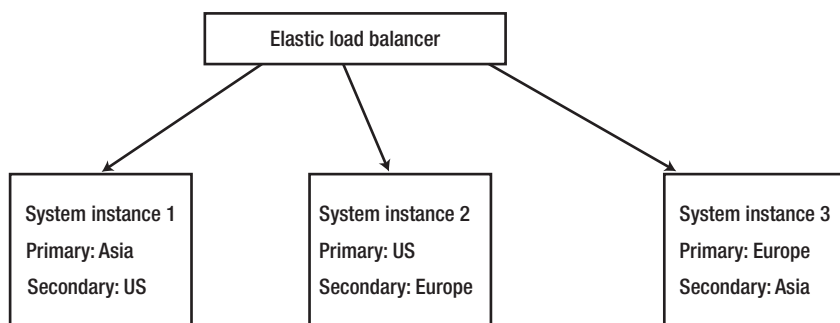 Elastic load balancer
System instance 1
Primary: Asia
Secondary: US
System instance 2
Primary: US
Secondary: Europe
System instance 3
Primary: Europe
Secondary: Asia